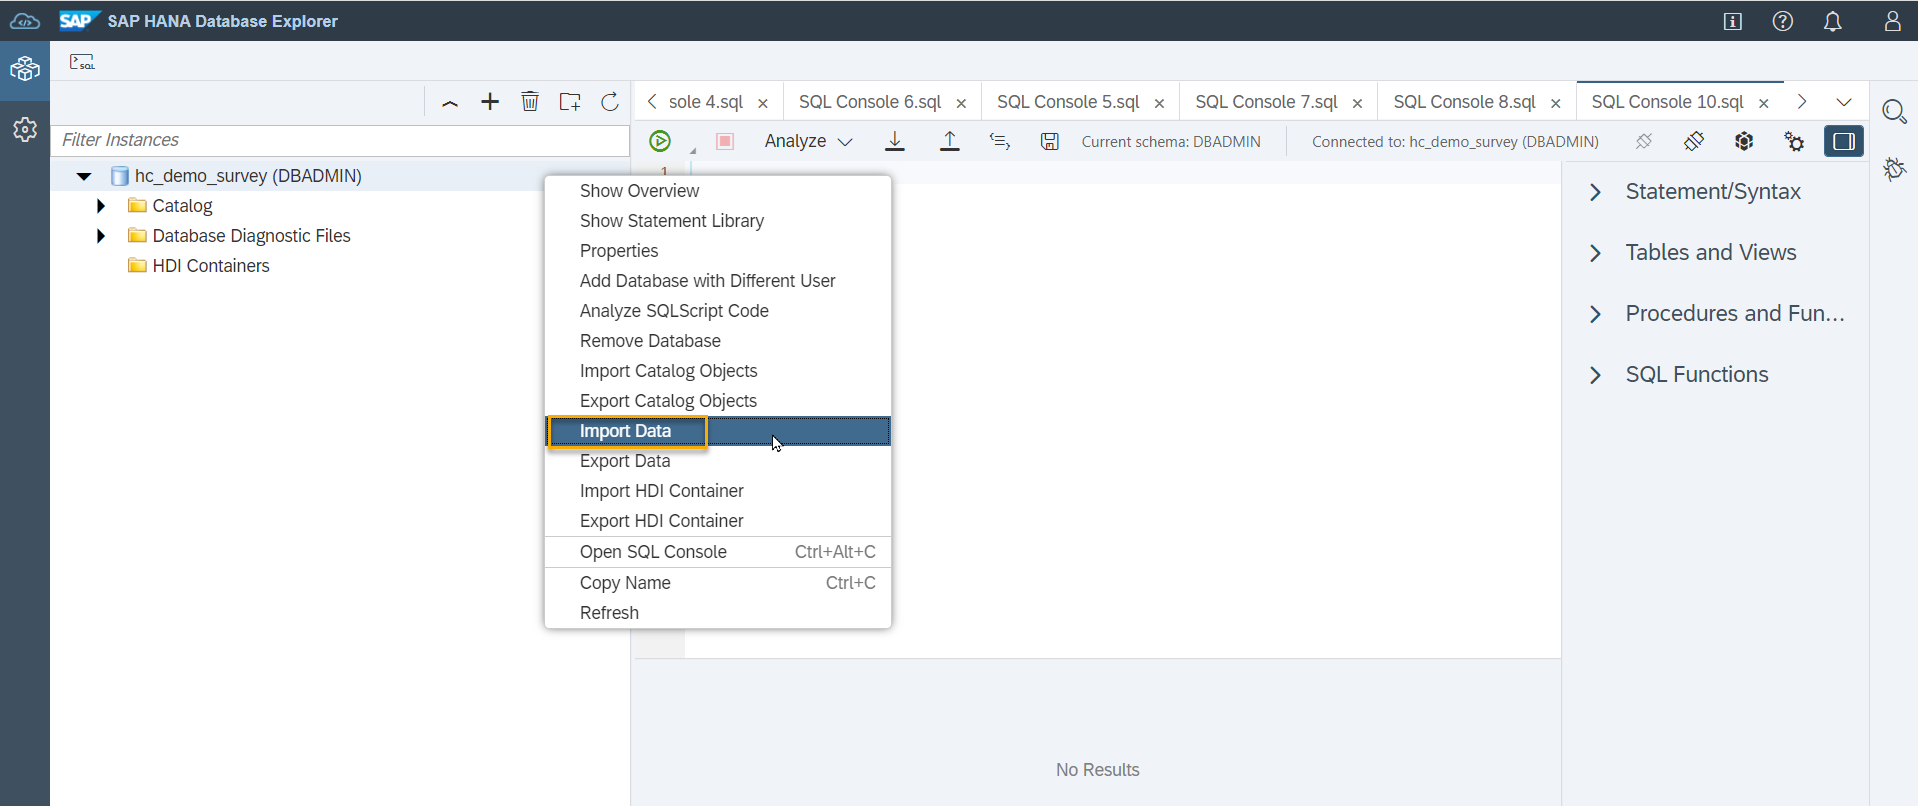 SAP SAP HANA Database Explorer
SQL
sole 4.sql
SQL Console 6.sql
SQL Console 5.sql
SQL Console 7.sql
SQL Console 8.sql
SQL Console 10.sql
Filter Instances
Analyze
Current schema: DBADMIN
Connected to: hc_demo_survey (DBADMIN)
hc_demo_survey (DBADMIN)
Catalog
Database Diagnostic Files
HDI Containers
1
Show Overview
Show Statement Library
Properties
Add Database with Different User
Analyze SQLScript Code
Remove Database
Import Catalog Objects
Export Catalog Objects
Import Data
Export Data
Import HDI Container
Export HDI Container
Open SQL Console Ctrl+Alt+C
Copy Name Ctrl+C
Refresh
Statement/Syntax
Tables and Views
Procedures and Fun...
SQL Functions
No Results